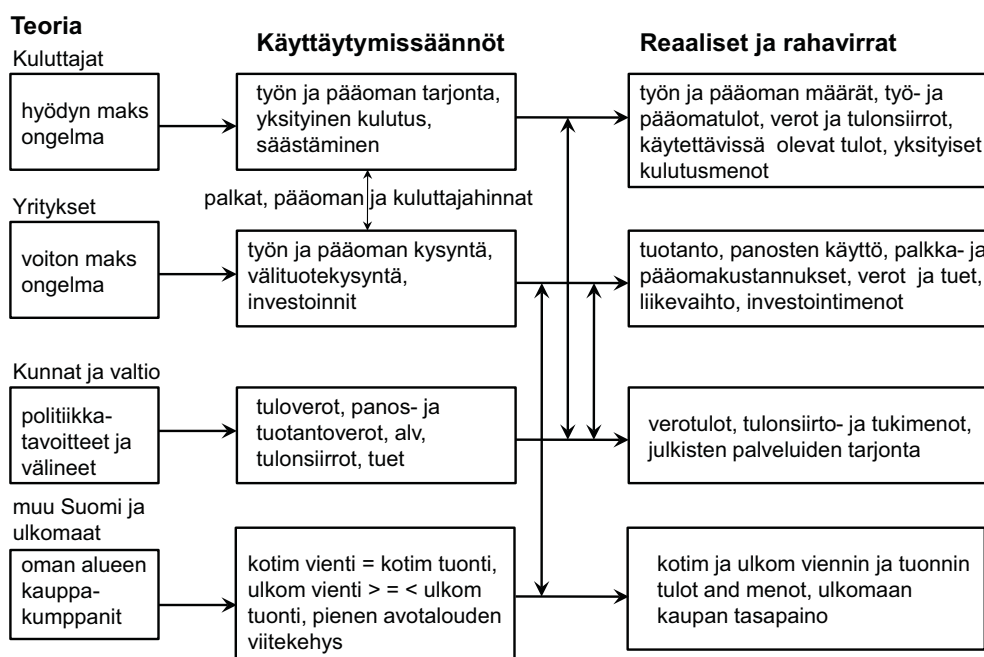 Teoria
Käyttäytymissäännöt
Reaaliset ja rahavirrat
Kuluttajat
hyödyn maks
ongelma
työn ja pääoman tarjonta,
yksityinen kulutus,
säästäminen
työn ja pääoman määrät, työ- ja
pääomatulot, verot ja tulonsiirrot,
käytettävissä olevat tulot, yksityiset
kulutusmenot
palkat, pääoman ja kuluttajahinnat
Yritykset
voiton maks
ongelma
työn ja pääoman kysyntä,
välituotekysyntä,
investoinnit
tuotanto, panosten käyttö, palkka- ja
pääomakustannukset, verot ja tuet,
liikevaihto, investointimenot
Kunnat ja valtio
politiikka-
tavoitteet ja
välineet
tuloverot, panos- ja
tuotantoverot, alv,
tulonsiirrot, tuet
verotulot, tulonsiirto- ja tukimenot,
julkisten palveluiden tarjonta
muu Suomi ja
ulkomaat
oman alueen
kauppa-
kumppanit
kotim vienti = kotim tuonti,
ulkom vienti > = < ulkom
tuonti, pienen avotalouden
viitekehys
kotim ja ulkom viennin ja tuonnin
tulot and menot, ulkomaan
kaupan tasapaino